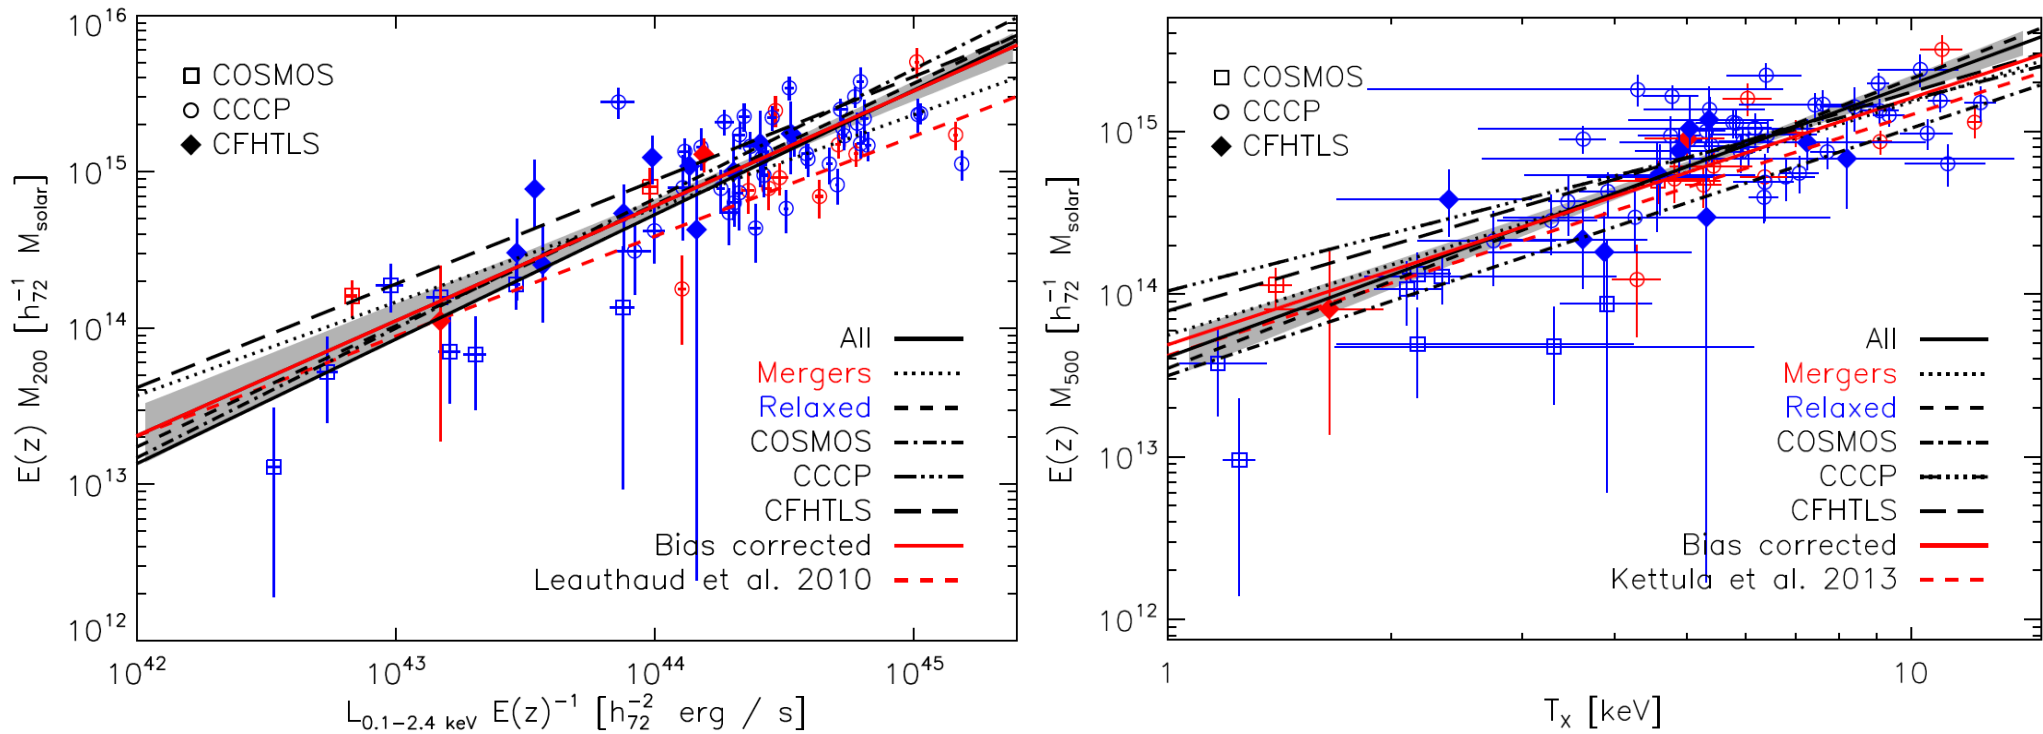 10^16
10^15
10^14
10^13
10^12
E(z) M_200 [h_72^-1 M_solar]
COSMOS
CCCP
CFHTLS
All
Mergers
Relaxed
COSMOS
CCCP
CFHTLS
Bias corrected
Leauthaud et al. 2010
10^42
10^43
10^44
10^45
L_0.1-2.4 keV E(z)^-1 [h_72^-2 erg / s]
10^15
10^14
10^13
10^12
E(z) M_500 [h_72^-1 M_solar]
COSMOS
CCCP
CFHTLS
All
Mergers
Relaxed
COSMOS
CCCP
CFHTLS
Bias corrected
Kettula et al. 2013
1
10
T_X [keV]